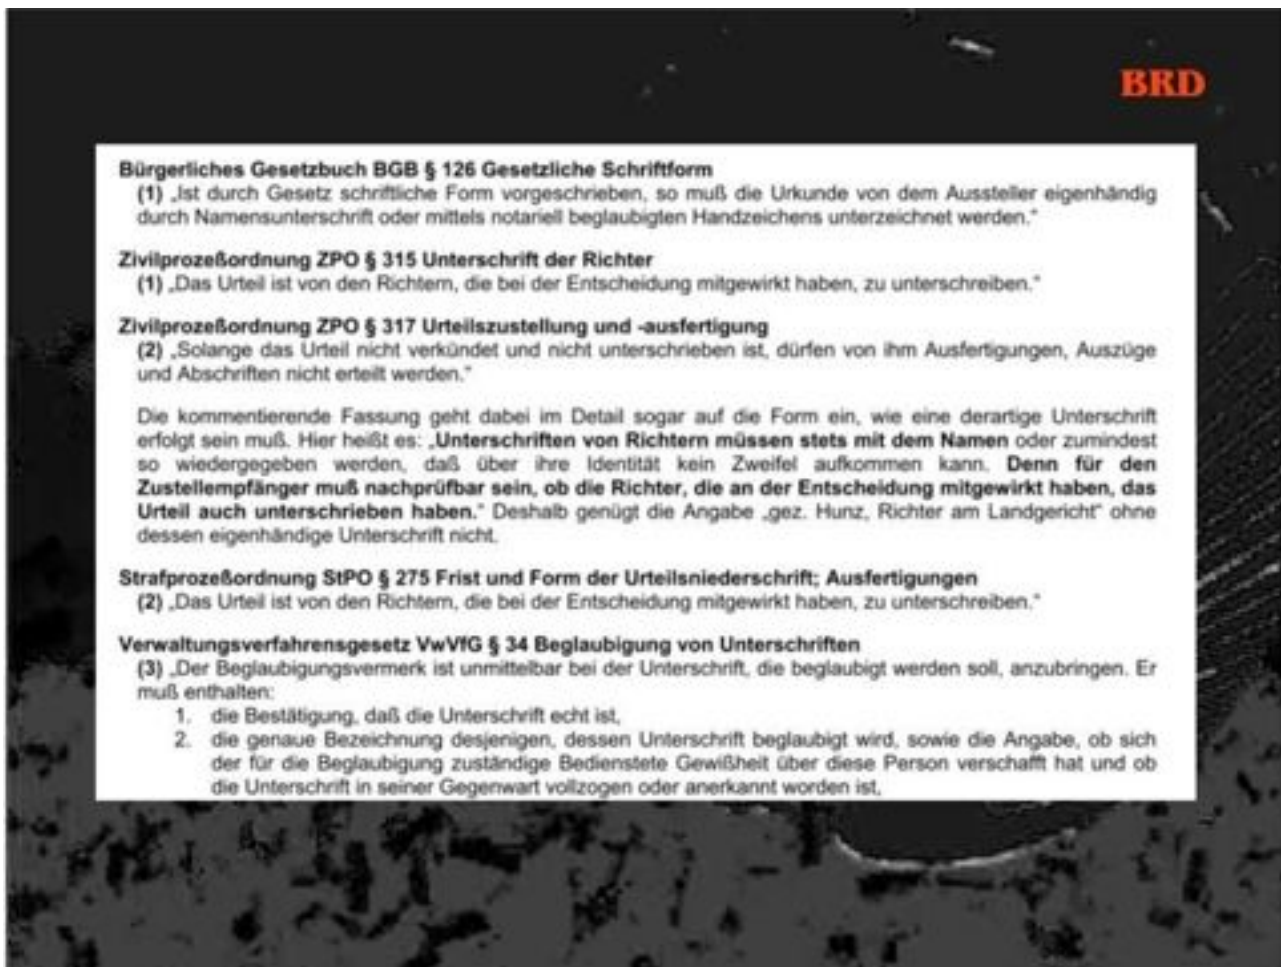 BRD
Bürgerliches Gesetzbuch BGB § 126 Gesetzliche Schriftform
(1) „Ist durch Gesetz schriftliche Form vorgeschrieben, so muß die Urkunde von dem Aussteller eigenhändig
durch Namensunterschrift oder mittels notariell beglaubigten Handzeichens unterzeichnet werden.“
Zivilprozeßordnung ZPO § 315 Unterschrift der Richter
(1) „Das Urteil ist von den Richtern, die bei der Entscheidung mitgewirkt haben, zu unterschreiben.“
Zivilprozeßordnung ZPO § 317 Urteilszustellung und -ausfertigung
(2) „Solange das Urteil nicht verkündet und nicht unterschrieben ist, dürfen von ihm Ausfertigungen, Auszüge
und Abschriften nicht erteilt werden.“
Die kommentierende Fassung geht dabei im Detail sogar auf die Form ein, wie eine derartige Unterschrift
erfolgt sein muß. Hier heißt es: „Unterschriften von Richtern müssen stets mit dem Namen oder zumindest
so wiedergegeben werden, daß über ihre Identität kein Zweifel aufkommen kann. Denn für den
Zustellempfänger muß nachprüfbar sein, ob die Richter, die an der Entscheidung mitgewirkt haben, das
Urteil auch unterschrieben haben.“ Deshalb genügt die Angabe „gez. Hunz, Richter am Landgericht“ ohne
dessen eigenhändige Unterschrift nicht.
Strafprozeßordnung StPO § 275 Frist und Form der Urteilsniederschrift; Ausfertigungen
(2) „Das Urteil ist von den Richtern, die bei der Entscheidung mitgewirkt haben, zu unterschreiben.“
Verwaltungsverfahrensgesetz VwVfG § 34 Beglaubigung von Unterschriften
(3) „Der Beglaubigungsvermerk ist unmittelbar bei der Unterschrift, die beglaubigt werden soll, anzubringen. Er
muß enthalten:
1. die Bestätigung, daß die Unterschrift echt ist,
2. die genaue Bezeichnung desjenigen, dessen Unterschrift beglaubigt wird, sowie die Angabe, ob sich
der für die Beglaubigung zuständige Bedienstete Gewißheit über diese Person verschafft hat und ob
die Unterschrift in seiner Gegenwart vollzogen oder anerkannt worden ist,